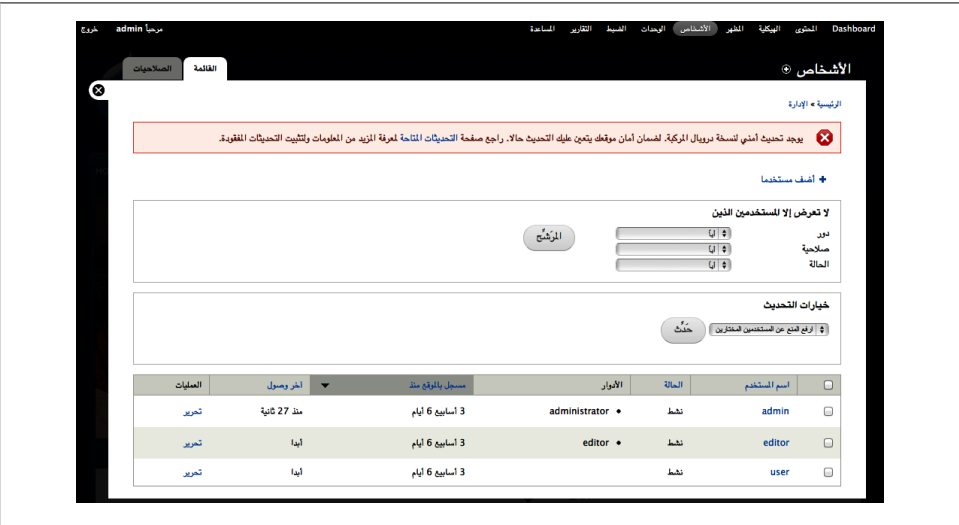 Dashboard المحتوى الهيكلية المظهر الأشخاص الوحدات الضبط التقارير المساعدة مرحباً admin خروج
الأشخاص
القائمة الصلاحيات
الرئيسية » الإدارة
يوجد تحديث أمني لنسخة دروبال المركبة. لضمان أمان موقعك يتعين عليك التحديث حالا. راجع صفحة التحديثات المتاحة لمعرفة المزيد من المعلومات ولتثبيت التحديثات المفقودة.
+ أضف مستخدما
لا تعرض إلا المستخدمين الذين
دور أيّا
صلاحية أيّا
الحالة أيّا
المُرَشِّح
خيارات التحديث
ارفع المنع عن المستخدمين المختارين حَدِّث
اسم المستخدم الحالة الأدوار مسجل بالموقع منذ آخر وصول العمليات
admin نشط • administrator 3 أسابيع 6 أيام منذ 27 ثانية تحرير
editor نشط • editor 3 أسابيع 6 أيام أبدا تحرير
user نشط 3 أسابيع 6 أيام أبدا تحرير